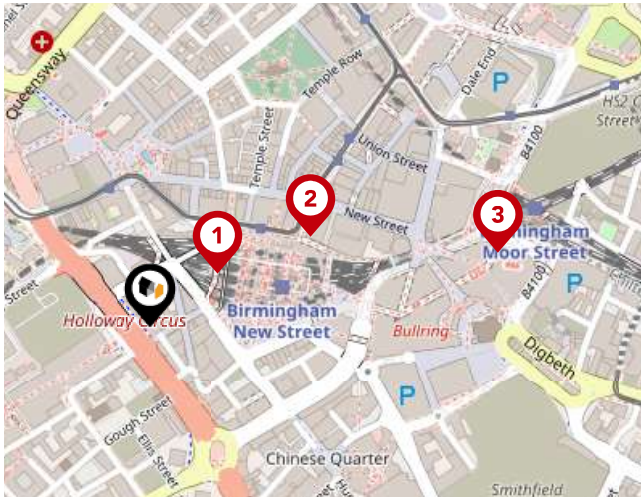 Queensway
Temple Row
Dale End
P
HS2 C
Street
B4100
Temple Street
Union Street
2
New Street
3
1
mingham
Moor Street
B4100
P
Street
Holloway Circus
Birmingham
New Street
Bullring
Digbeth
P
Gough Street
Ellis Street
Chinese Quarter
Smithfield